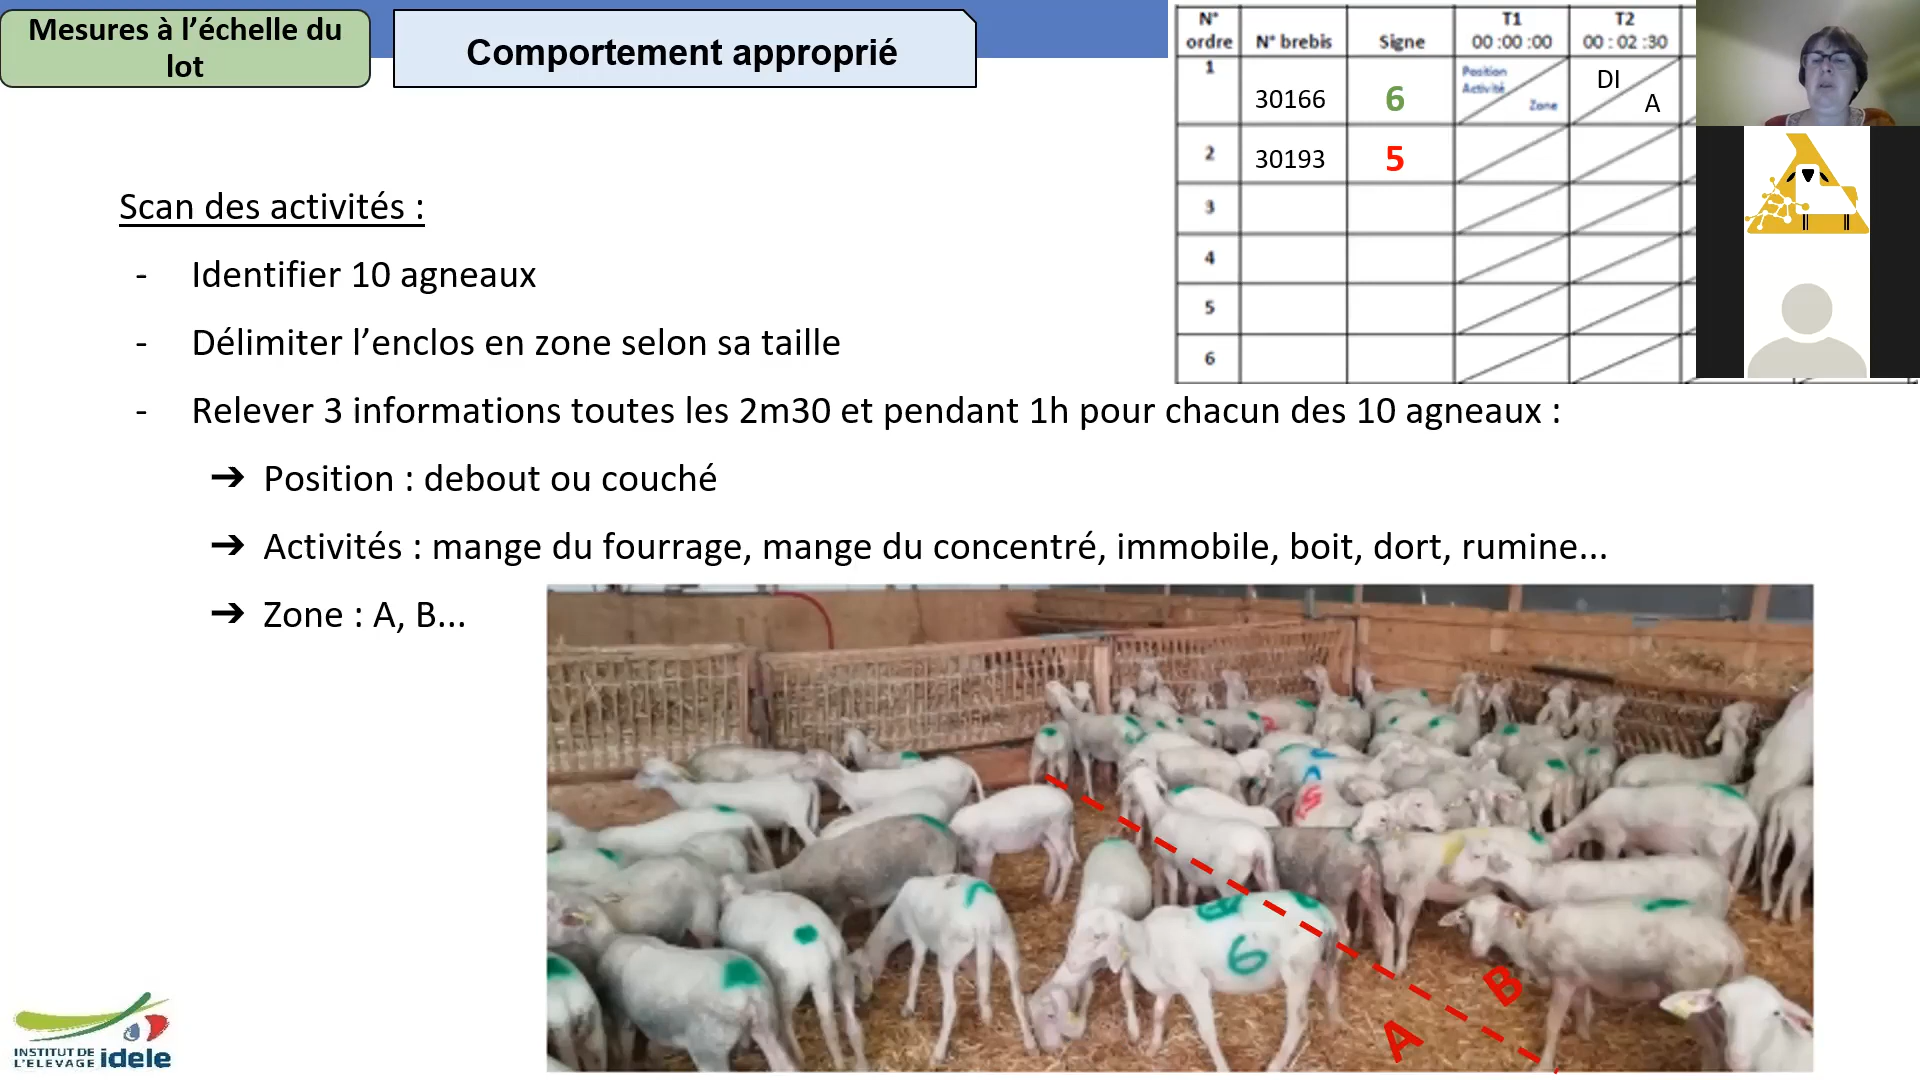 Mesures à l’échelle du
lot
Comportement approprié
N° ordre N° brebis Signe T1 00 :00 :00 T2 00 : 02 :30
1 30166 6 Position Activité Zone DI A
2 30193 5
3
4
5
6
Scan des activités :
- Identifier 10 agneaux
- Délimiter l’enclos en zone selon sa taille
- Relever 3 informations toutes les 2m30 et pendant 1h pour chacun des 10 agneaux :
➔ Position : debout ou couché
➔ Activités : mange du fourrage, mange du concentré, immobile, boit, dort, rumine...
➔ Zone : A, B...
5
6
B
A
INSTITUT DE
L'ELEVAGE idele